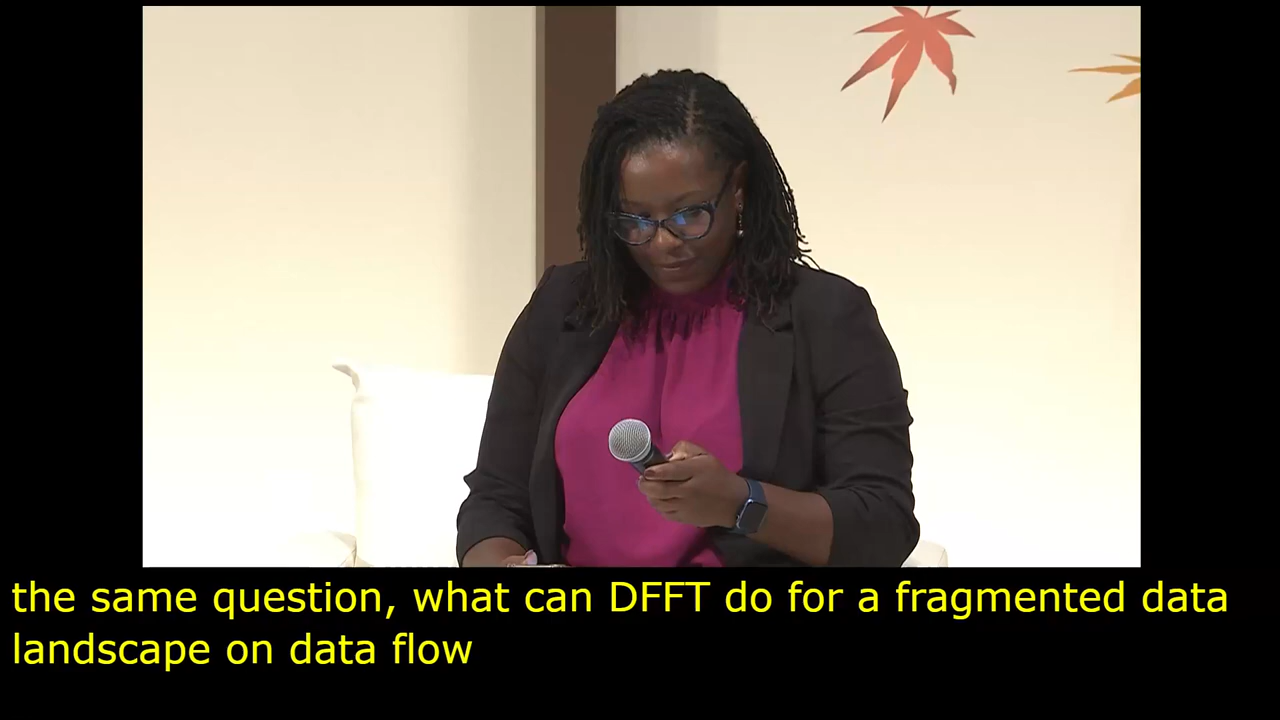 the same question, what can DFFT do for a fragmented data
landscape on data flow